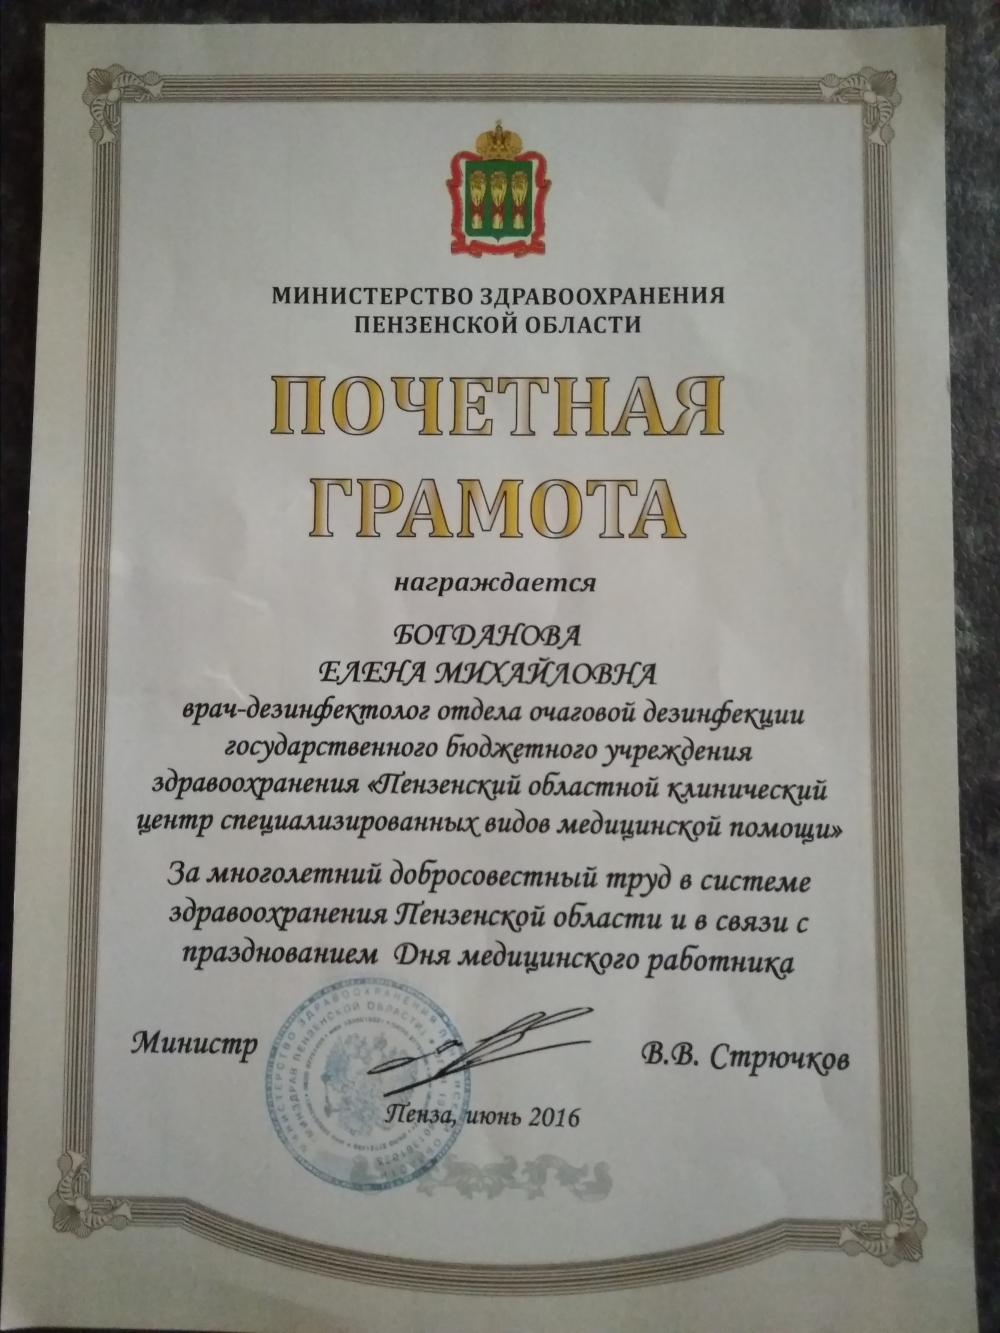 МИНИСТЕРСТВО ЗДРАВООХРАНЕНИЯ
ПЕНЗЕНСКОЙ ОБЛАСТИ
ПОЧЕТНАЯ
ГРАМОТА
награждается
БОГДАНОВА
ЕЛЕНА МИХАЙЛОВНА
врач-дезинфектолог отдела очаговой дезинфекции
государственного бюджетного учреждения
здравоохранения «Пензенский областной клинический
центр специализированных видов медицинской помощи»
За многолетний добросовестный труд в системе
здравоохранения Пензенской области и в связи с
празднованием Дня медицинского работника
Министр
В.В. Стрючков
Пенза, июнь 2016